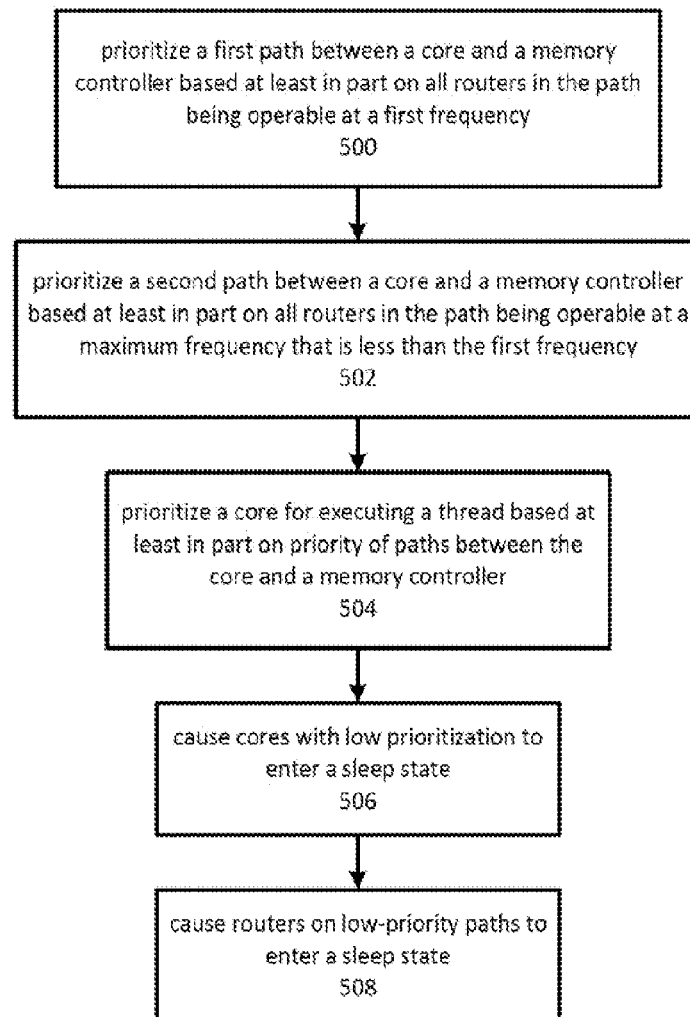 prioritize a first path between a core and a memory
controller based at least in part on all routers in the path
being operable at a first frequency
500
prioritize a second path between a core and a memory controller
based at least in part on all routers in the path being operable at a
maximum frequency that is less than the first frequency
502
prioritize a core for executing a thread based at
least in part on priority of paths between the
core and a memory controller
504
cause cores with low prioritization to
enter a sleep state
506
cause routers on low-priority paths to
enter a sleep state
508